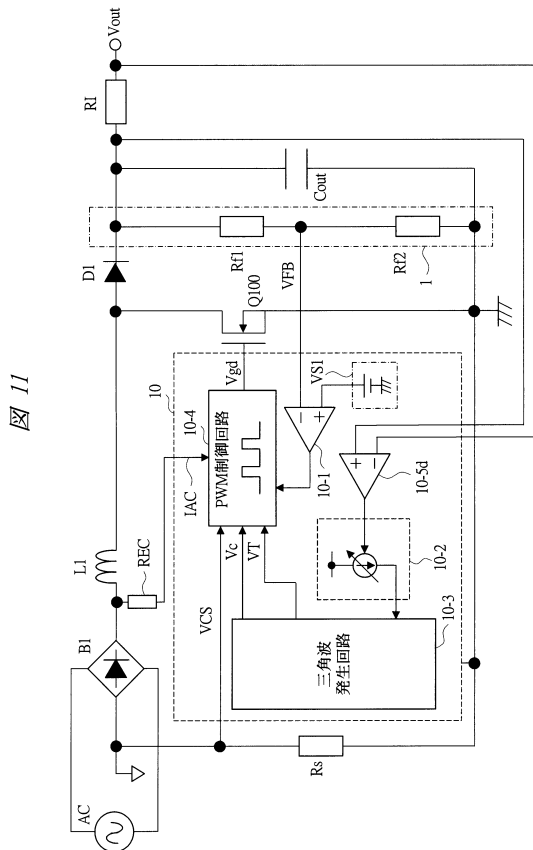 図 11
AC
B1
L1
REC
D1
RI
Vout
VCS
IAC
10
10-4
PWM制御回路
Vgd
Q100
Rf1
VFB
Rf2
1
Cout
Vc
VT
10-1
VS1
10-5d
10-2
三角波
発生回路
10-3
Rs
- +
+ -